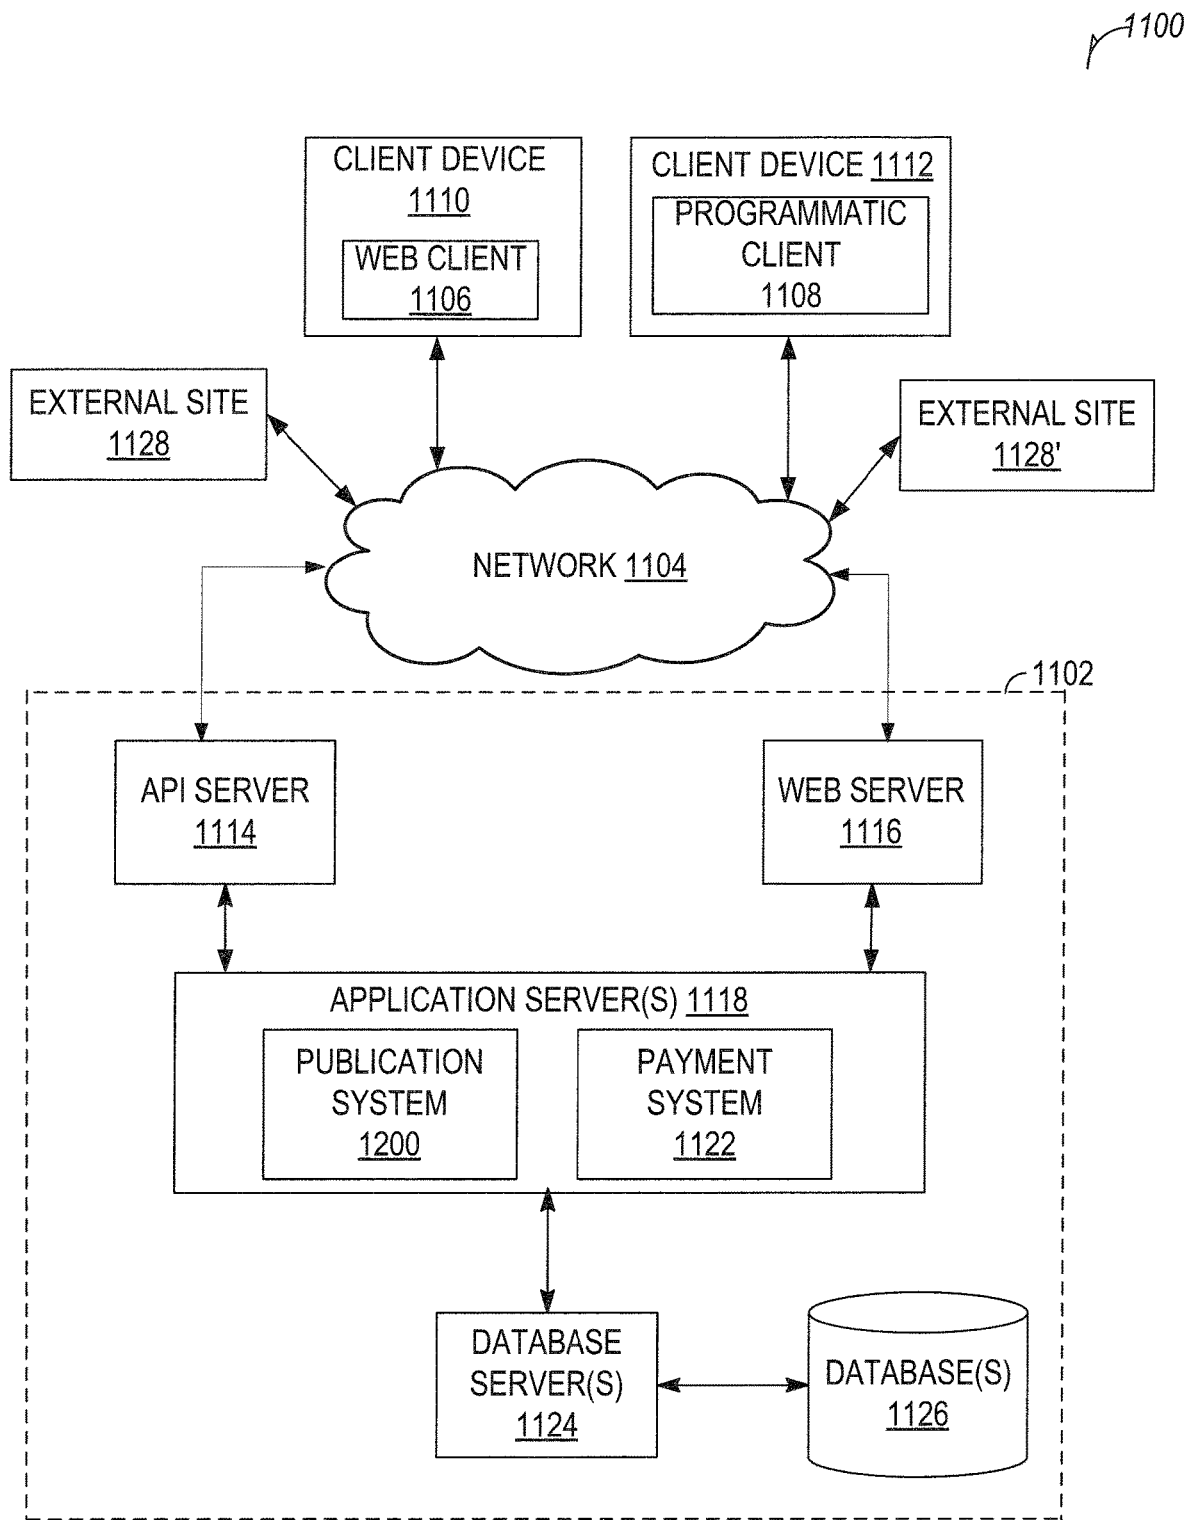 1100
CLIENT DEVICE
1110
WEB CLIENT
1106
CLIENT DEVICE 1112
PROGRAMMATIC
CLIENT
1108
EXTERNAL SITE
1128
EXTERNAL SITE
1128'
NETWORK 1104
1102
API SERVER
1114
WEB SERVER
1116
APPLICATION SERVER(S) 1118
PUBLICATION
SYSTEM
1200
PAYMENT
SYSTEM
1122
DATABASE
SERVER(S)
1124
DATABASE(S)
1126